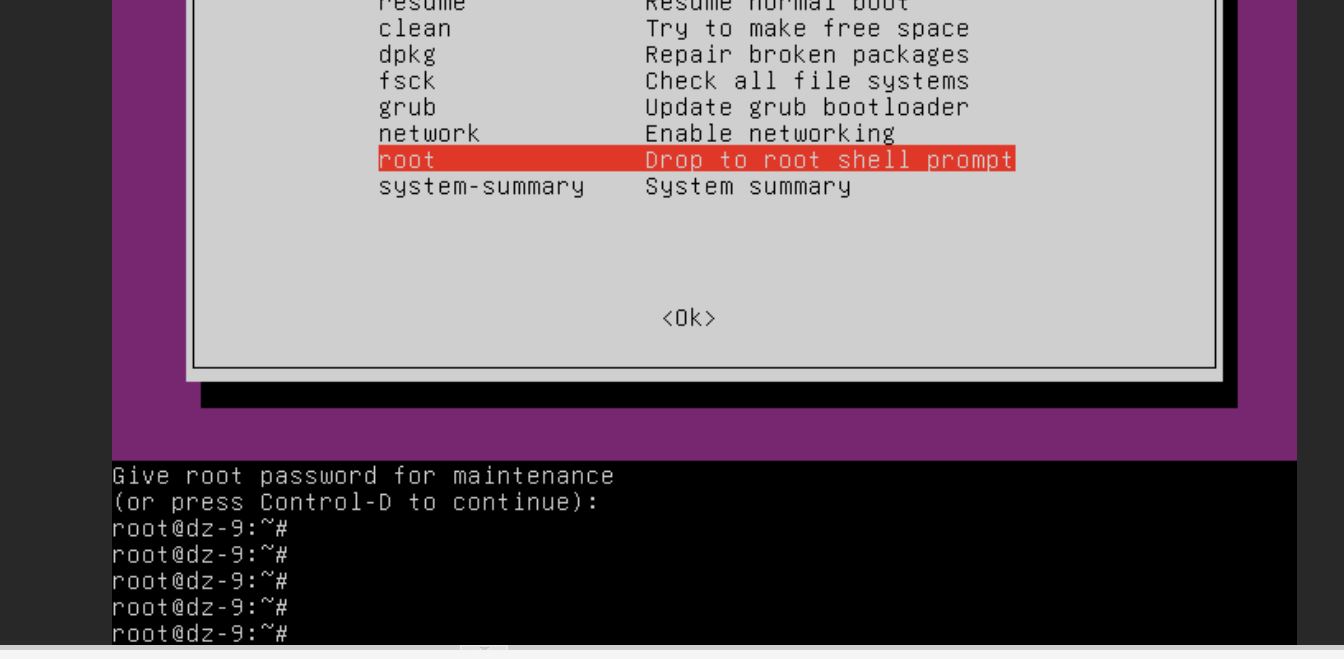 resume Resume normal boot
clean Try to make free space
dpkg Repair broken packages
fsck Check all file systems
grub Update grub bootloader
network Enable networking
root Drop to root shell prompt
system-summary System summary
<Ok>
Give root password for maintenance
(or press Control-D to continue):
root@dz-9:~#
root@dz-9:~#
root@dz-9:~#
root@dz-9:~#
root@dz-9:~#